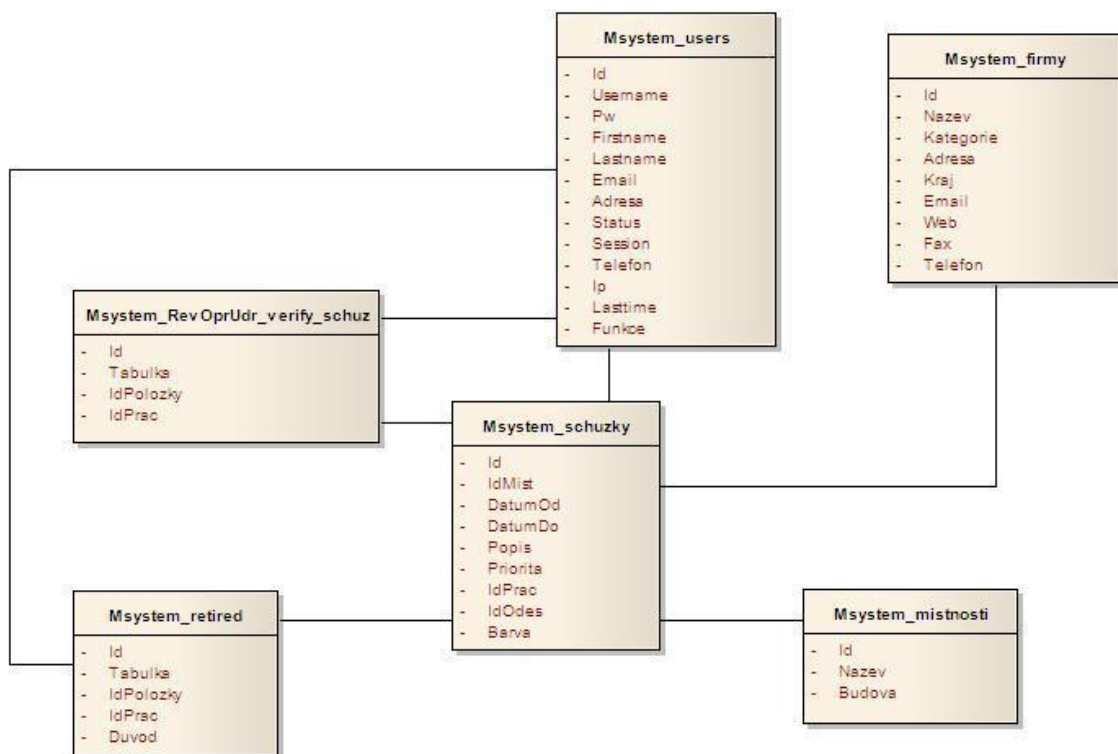 Msystem_users
- Id
- Username
- Pw
- Firstname
- Lastname
- Email
- Adresa
- Status
- Session
- Telefon
- Ip
- Lasttime
- Funkce
Msystem_firmy
- Id
- Nazev
- Kategorie
- Adresa
- Kraj
- Email
- Web
- Fax
- Telefon
Msystem_RevOprUdr_verify_schuz
- Id
- Tabulka
- IdPolozky
- IdPrac
Msystem_schuzky
- Id
- IdMist
- DatumOd
- DatumDo
- Popis
- Priorita
- IdPrac
- IdOdes
- Barva
Msystem_retired
- Id
- Tabulka
- IdPolozky
- IdPrac
- Duvod
Msystem_mistnosti
- Id
- Nazev
- Budova